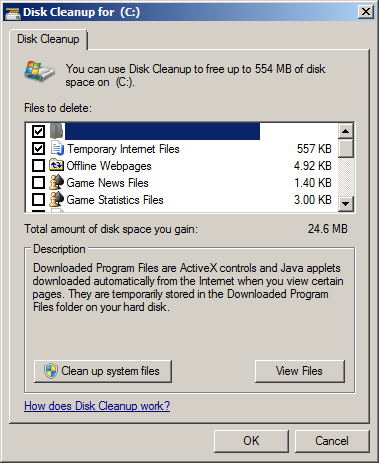 Disk Cleanup for (C:)
Disk Cleanup
You can use Disk Cleanup to free up to 554 MB of disk
space on (C:).
Files to delete:
Temporary Internet Files 557 KB
Offline Webpages 4.92 KB
Game News Files 1.40 KB
Game Statistics Files 3.00 KB
Total amount of disk space you gain: 24.6 MB
Description
Downloaded Program Files are ActiveX controls and Java applets
downloaded automatically from the Internet when you view certain
pages. They are temporarily stored in the Downloaded Program
Files folder on your hard disk.
Clean up system files View Files
How does Disk Cleanup work?
OK Cancel